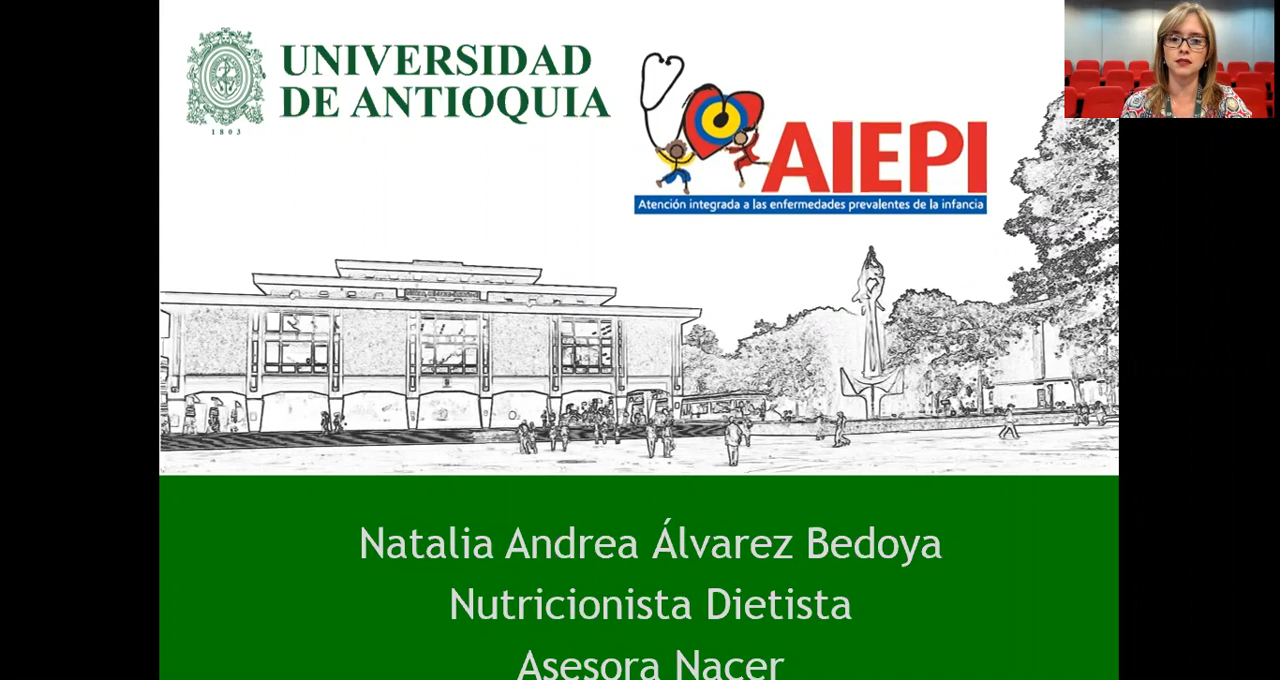 UNIVERSIDAD
DE ANTIOQUIA
1803
AIEPI
Atención integrada a las enfermedades prevalentes de la infancia
Natalia Andrea Álvarez Bedoya
Nutricionista Dietista
Asesora Nacer